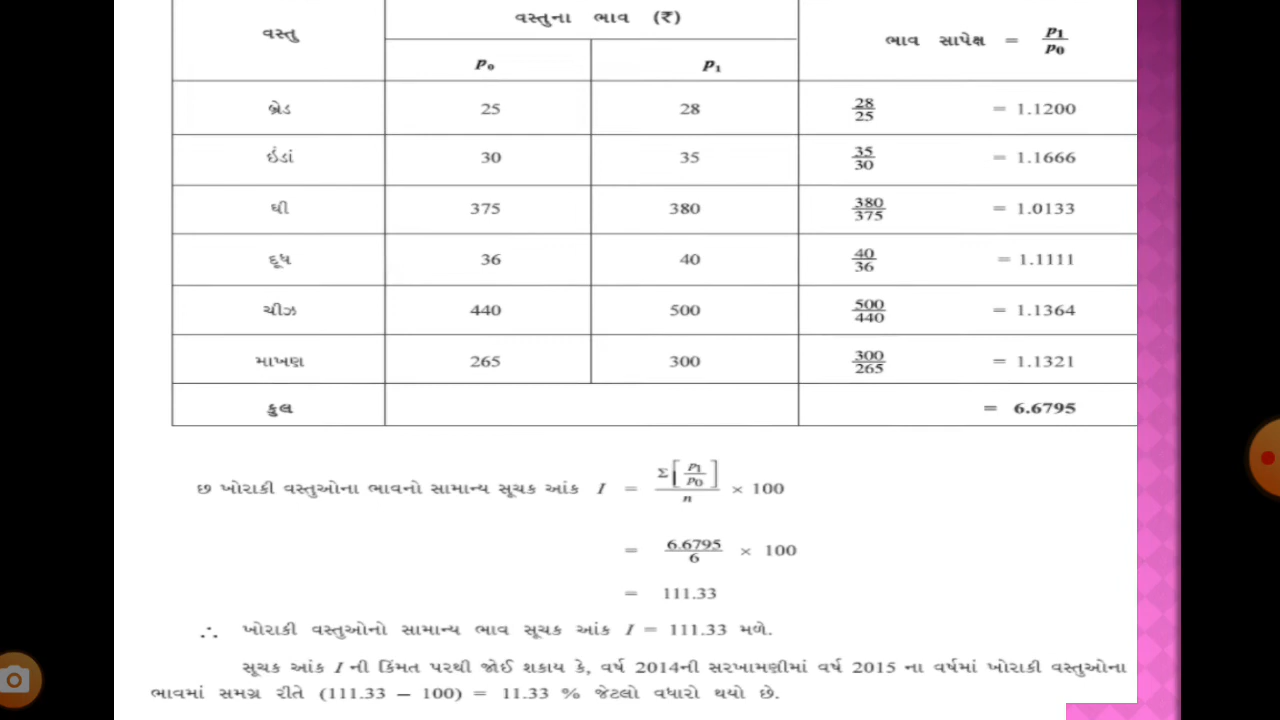 વસ્તુ વસ્તુના ભાવ (₹) ભાવ સાપેક્ષ = p₁/p₀
p₀ p₁
બ્રેડ 25 28 28/25 = 1.1200
ઇંડાં 30 35 35/30 = 1.1666
ઘી 375 380 380/375 = 1.0133
દૂધ 36 40 40/36 = 1.1111
ચીઝ 440 500 500/440 = 1.1364
માખણ 265 300 300/265 = 1.1321
કુલ = 6.6795
છ ખોરાકી વસ્તુઓના ભાવનો સામાન્ય સૂચક આંક I = Σ[p₁/p₀]/n × 100
= 6.6795/6 × 100
= 111.33
∴ ખોરાકી વસ્તુઓનો સામાન્ય ભાવ સૂચક આંક I = 111.33 મળે.
સૂચક આંક I ની કિંમત પરથી જોઈ શકાય કે, વર્ષ 2014ની સરખામણીમાં વર્ષ 2015 ના વર્ષમાં ખોરાકી વસ્તુઓના
ભાવમાં સમગ્ર રીતે (111.33 – 100) = 11.33 % જેટલો વધારો થયો છે.